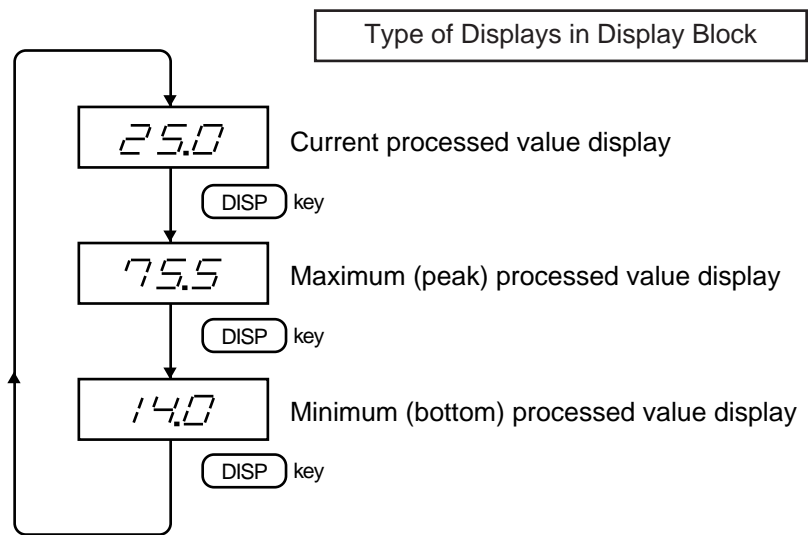 Type of Displays in Display Block
25.0 Current processed value display
DISP key
75.5 Maximum (peak) processed value display
DISP key
14.0 Minimum (bottom) processed value display
DISP key